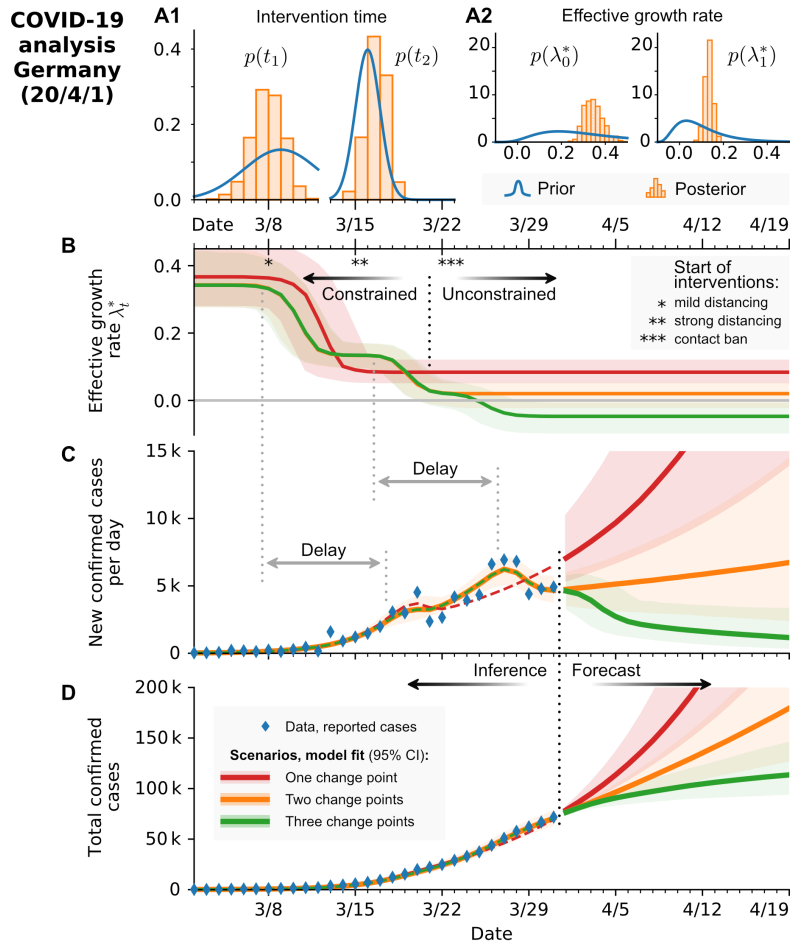 COVID-19
analysis
Germany
(20/4/1)
A1
Intervention time
0.4
0.2
0.0
p(t₁)
p(t₂)
A2
Effective growth rate
20
10
0
p(λ₀*)
0.0 0.2 0.4
20
10
0
p(λ₁*)
0.0 0.2 0.4
Prior
Posterior
Date 3/8 3/15 3/22 3/29 4/5 4/12 4/19
B
Effective growth
rate λₜ*
0.4
0.2
0.0
* ** ***
Constrained
Unconstrained
Start of
interventions:
* mild distancing
** strong distancing
*** contact ban
C
New confirmed cases
per day
15 k
10 k
5 k
0
Delay
Delay
Inference
Forecast
D
Total confirmed
cases
200 k
150 k
100 k
50 k
0
Data, reported cases
Scenarios, model fit (95% CI):
One change point
Two change points
Three change points
3/8 3/15 3/22 3/29 4/5 4/12 4/19
Date